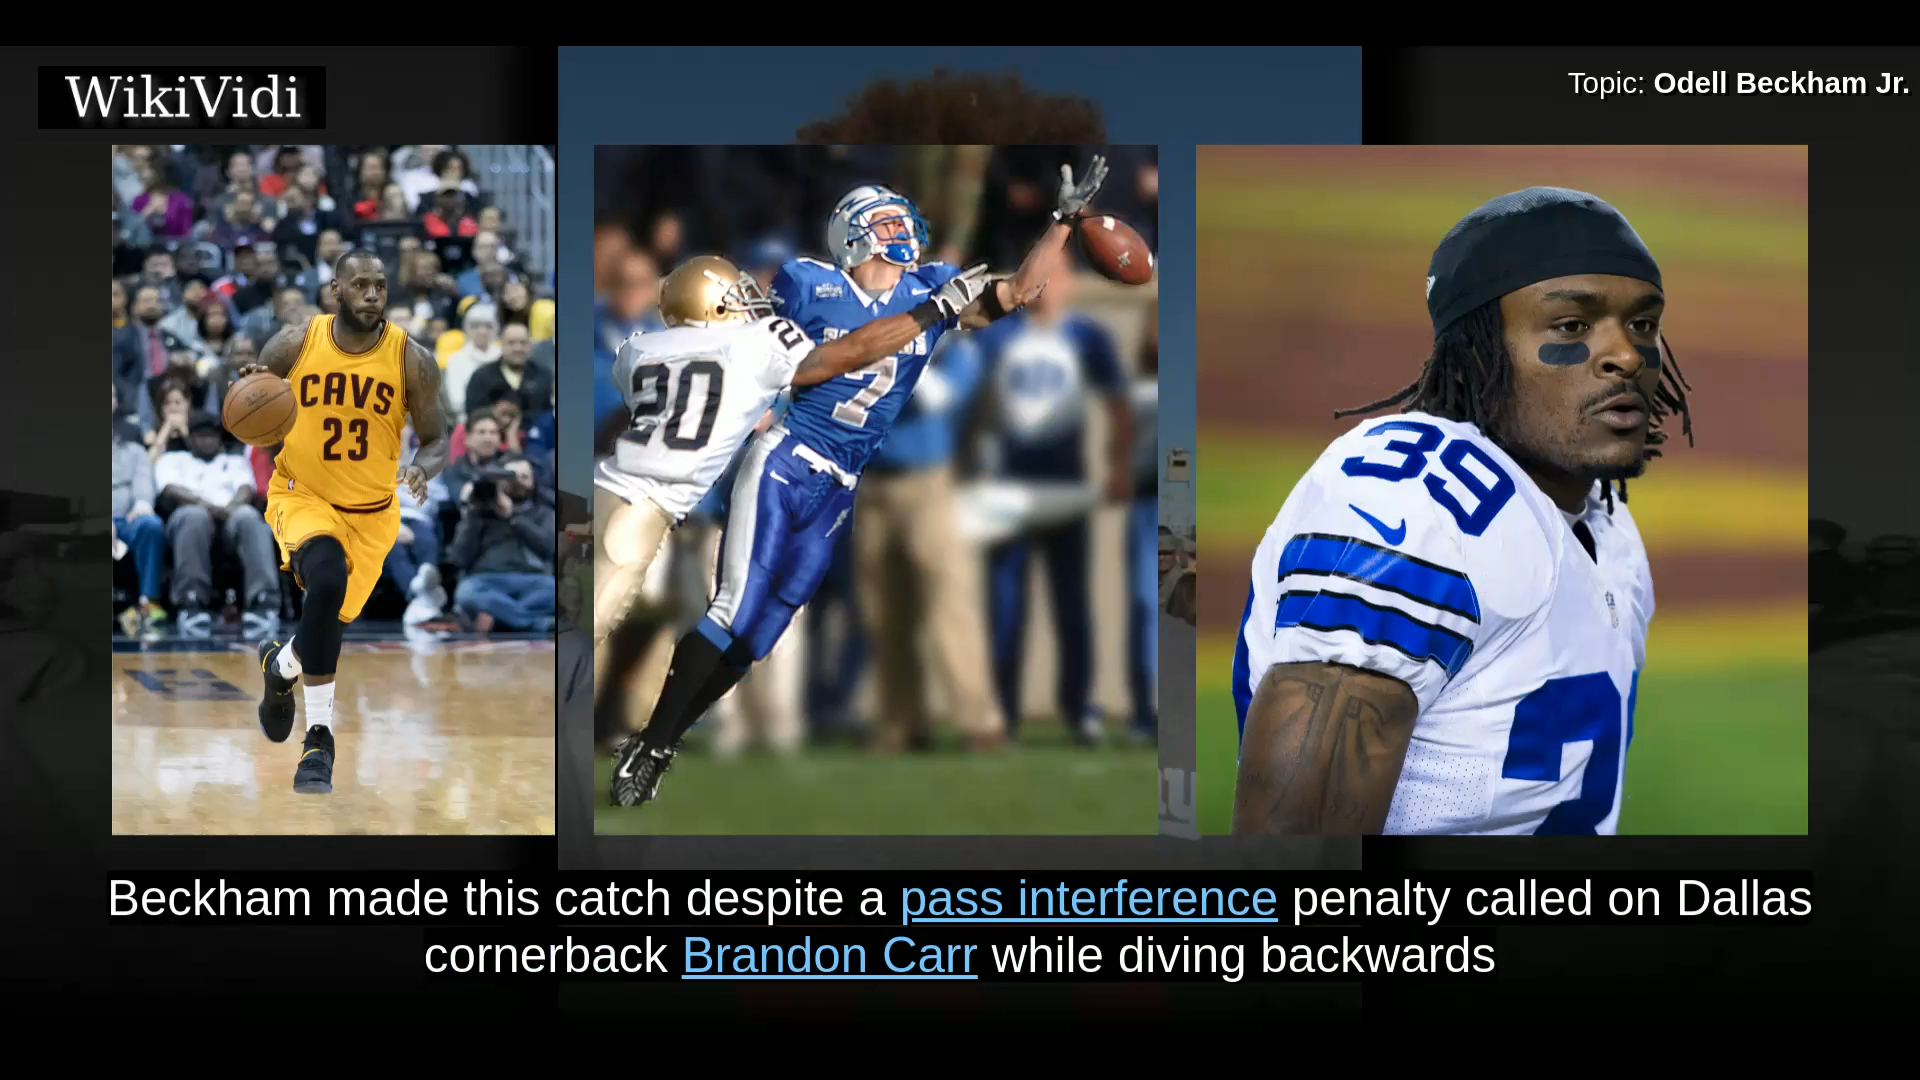 WikiVidi
Topic: Odell Beckham Jr.
CAVS
23
20
20
7
39
Beckham made this catch despite a pass interference penalty called on Dallas
cornerback Brandon Carr while diving backwards